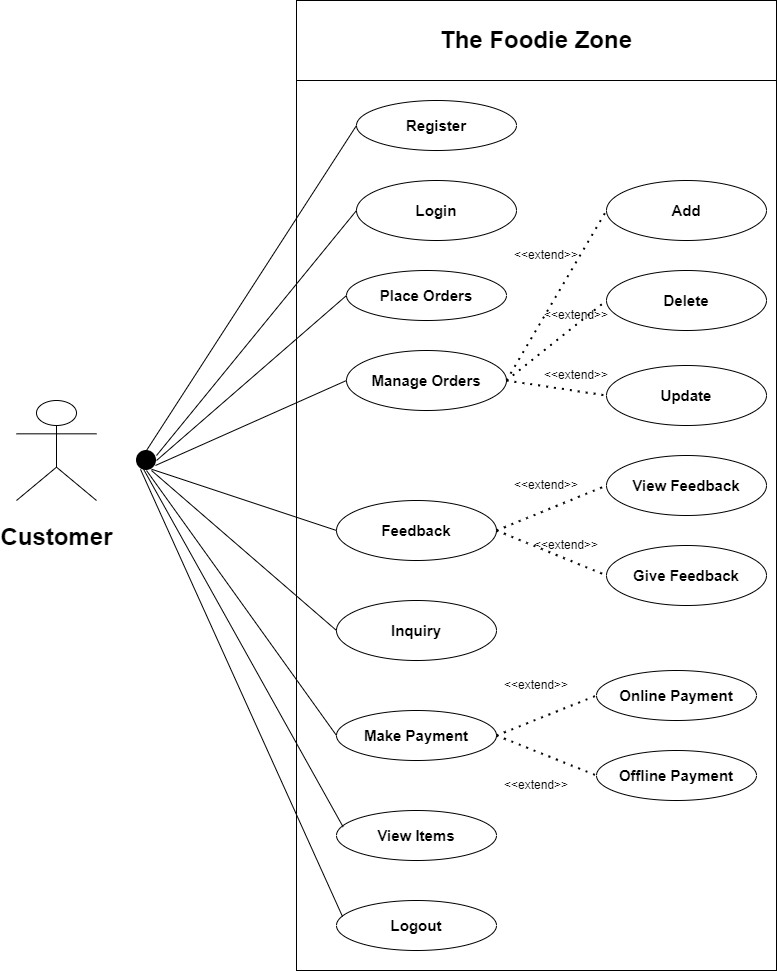 The Foodie Zone
Register
Login
Add
<<extend>>
Place Orders
Delete
<<extend>>
Manage Orders
<<extend>>
Update
Customer
Feedback
<<extend>>
View Feedback
<<extend>>
Give Feedback
Inquiry
Make Payment
<<extend>>
Online Payment
<<extend>>
Offline Payment
View Items
Logout